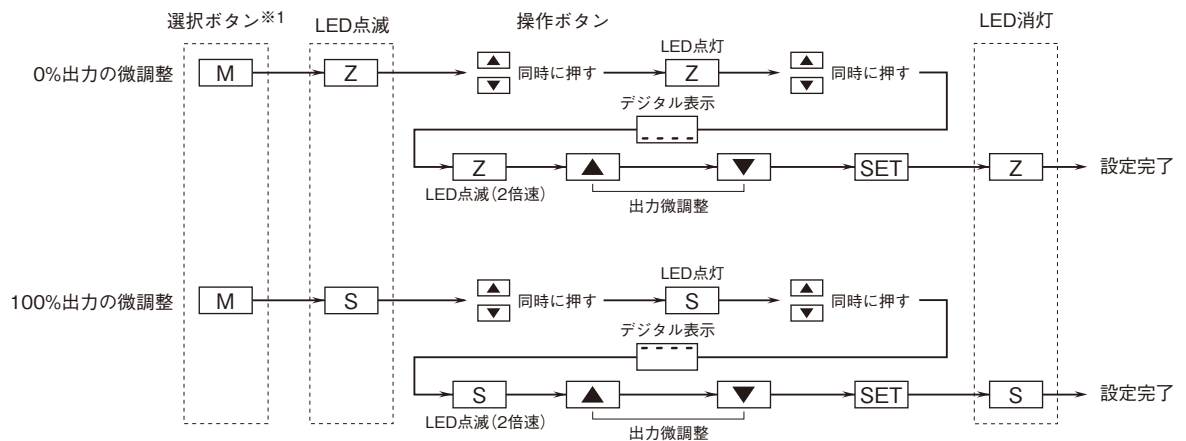 選択ボタン※1
LED点滅
操作ボタン
LED消灯
0%出力の微調整
M
Z
▲
▼
同時に押す
LED点灯
Z
▲
▼
同時に押す
デジタル表示
Z
LED点滅(2倍速)
▲
▼
出力微調整
SET
Z
設定完了
100%出力の微調整
M
S
▲
▼
同時に押す
LED点灯
S
▲
▼
同時に押す
デジタル表示
S
LED点滅(2倍速)
▲
▼
出力微調整
SET
S
設定完了